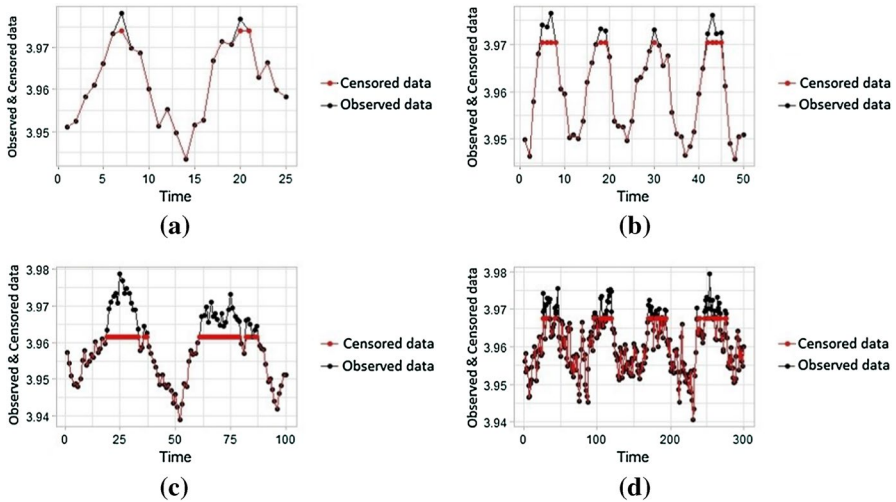 Observed & Censored data
3.97
3.96
3.95
0 5 10 15 20 25
Time
Censored data
Observed data
(a)
Observed & Censored data
3.97
3.96
3.95
0 10 20 30 40 50
Time
Censored data
Observed data
(b)
Observed & Censored data
3.98
3.97
3.96
3.95
3.94
0 25 50 75 100
Time
Censored data
Observed data
(c)
Observed & Censored data
3.98
3.97
3.96
3.95
3.94
0 100 200 300
Time
Censored data
Observed data
(d)